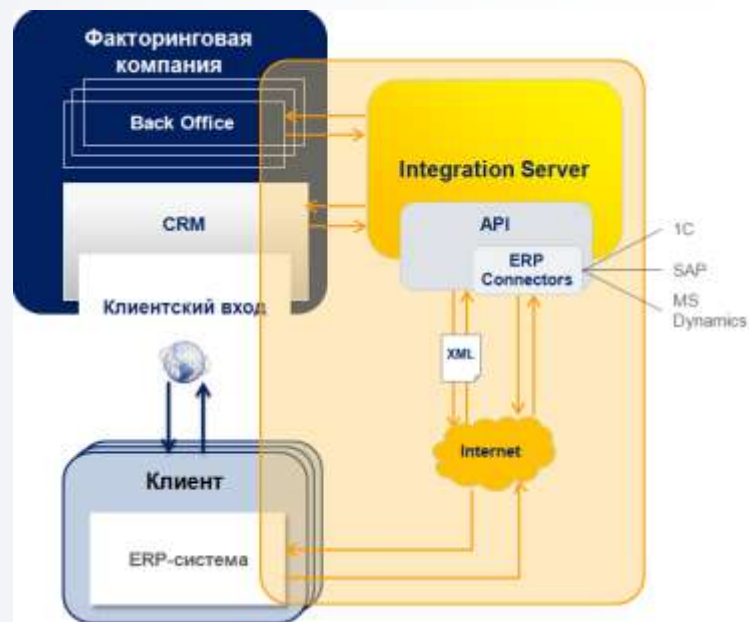 Факторинговая
компания
Back Office
Integration Server
CRM
API
ERP
Connectors
1C
SAP
MS
Dynamics
Клиентский вход
XML
Internet
Клиент
ERP-система